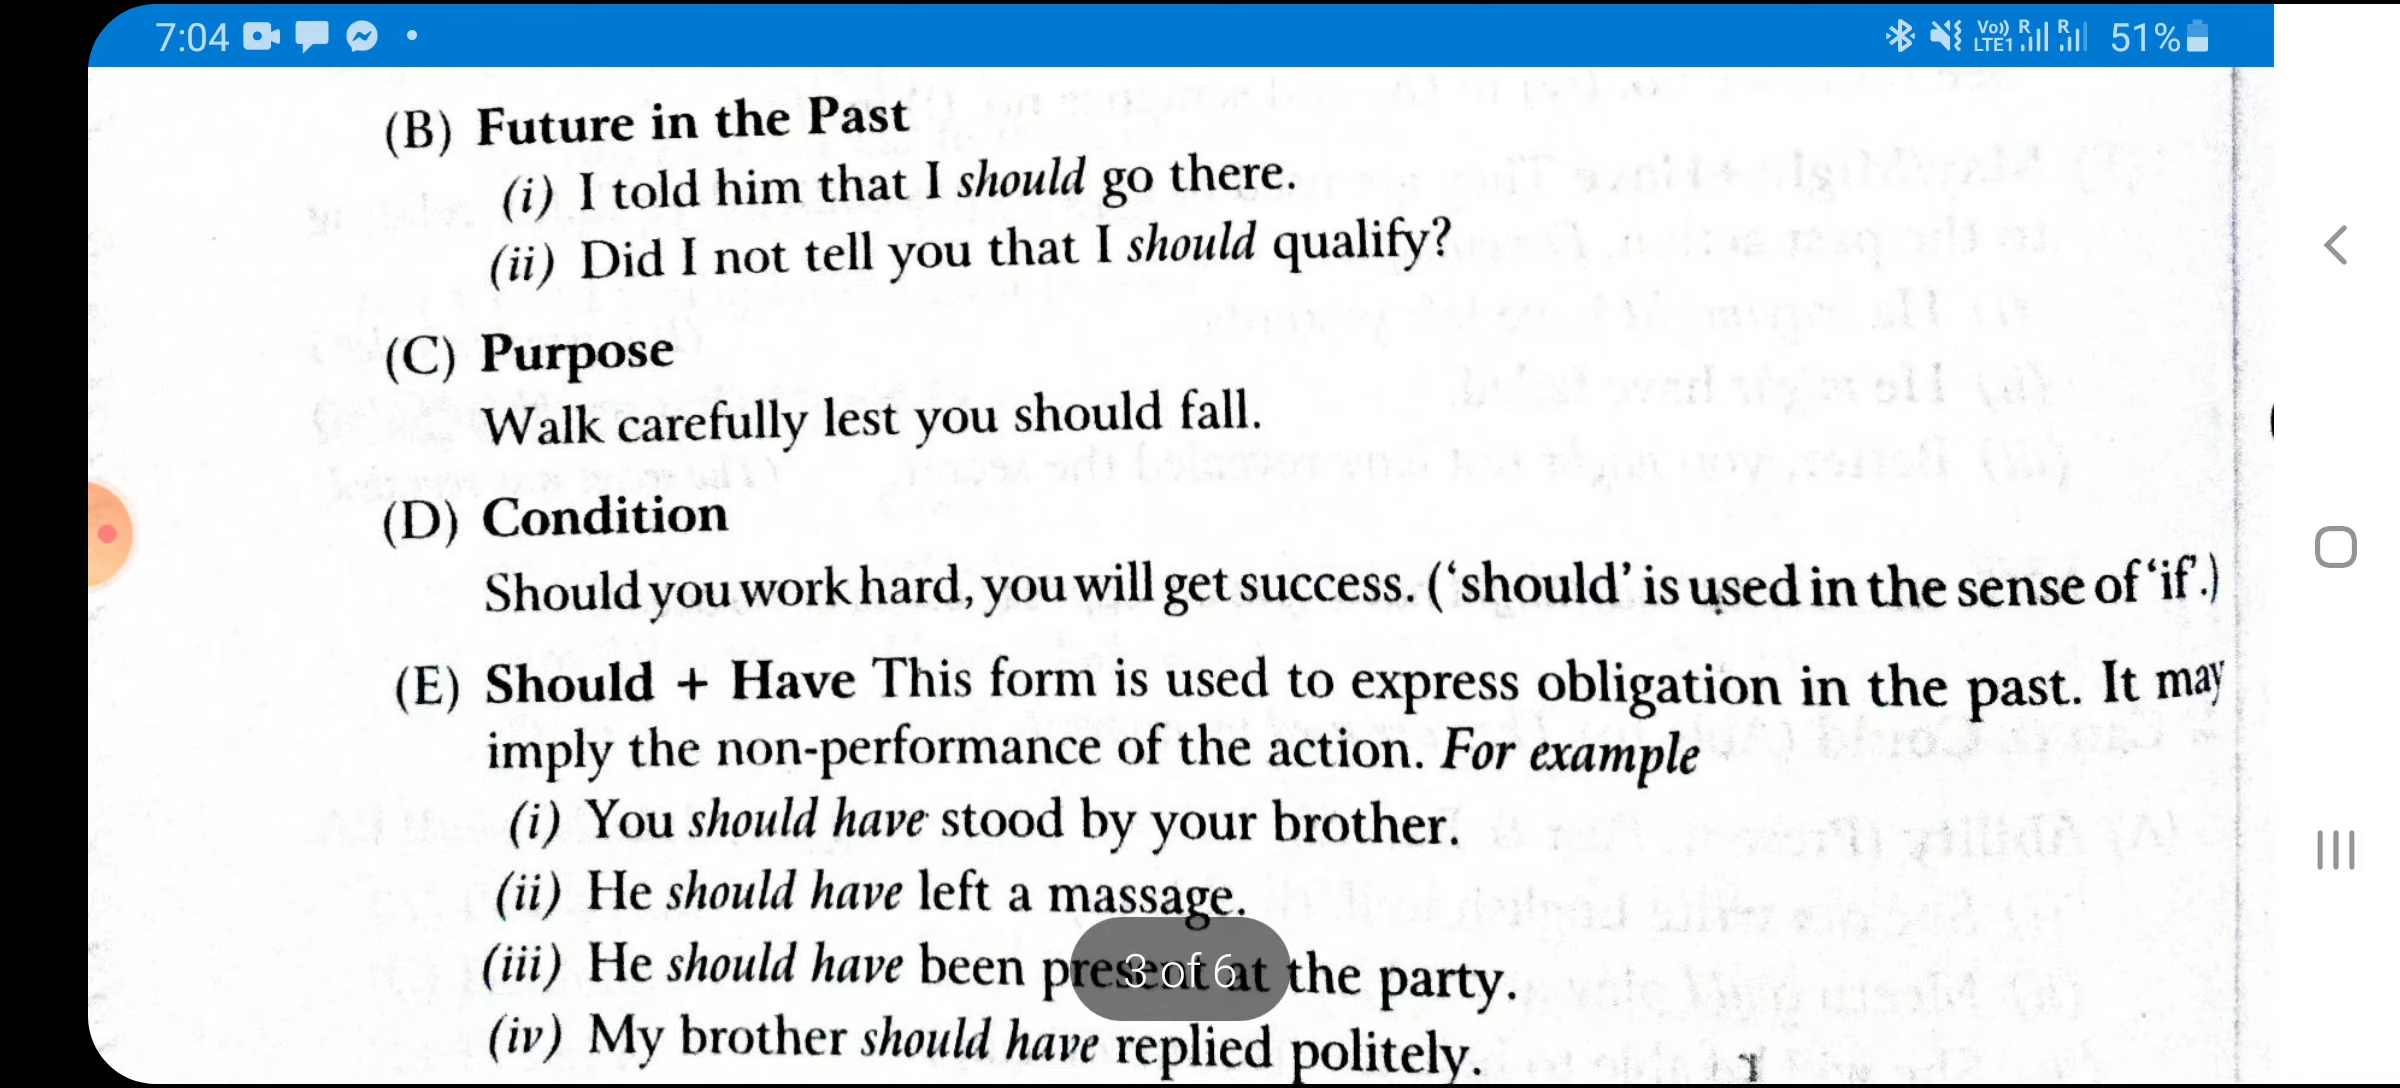 7:04 Vo)) R R 51%
LTE1
(B) Future in the Past
(i) I told him that I should go there.
(ii) Did I not tell you that I should qualify?
(C) Purpose
Walk carefully lest you should fall.
(D) Condition
Should you work hard, you will get success. ('should' is used in the sense of 'if'.)
(E) Should + Have This form is used to express obligation in the past. It may
imply the non-performance of the action. For example
(i) You should have stood by your brother.
(ii) He should have left a massage.
(iii) He should have been present at the party.
3 of 6
(iv) My brother should have replied politely.